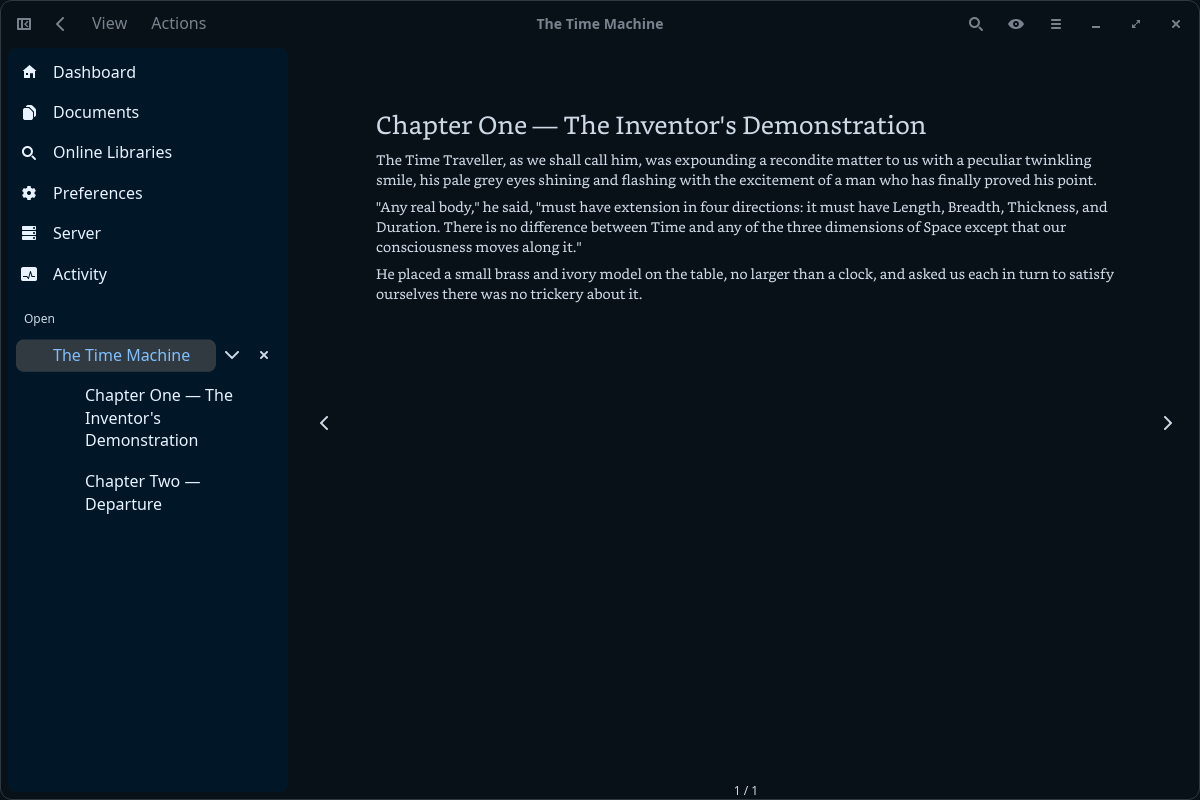 View Actions The Time Machine
Dashboard
Documents
Online Libraries
Preferences
Server
Activity
Open
The Time Machine
Chapter One — The
Inventor's
Demonstration
Chapter Two —
Departure
Chapter One — The Inventor's Demonstration
The Time Traveller, as we shall call him, was expounding a recondite matter to us with a peculiar twinkling
smile, his pale grey eyes shining and flashing with the excitement of a man who has finally proved his point.
"Any real body," he said, "must have extension in four directions: it must have Length, Breadth, Thickness, and
Duration. There is no difference between Time and any of the three dimensions of Space except that our
consciousness moves along it."
He placed a small brass and ivory model on the table, no larger than a clock, and asked us each in turn to satisfy
ourselves there was no trickery about it.
1 / 1